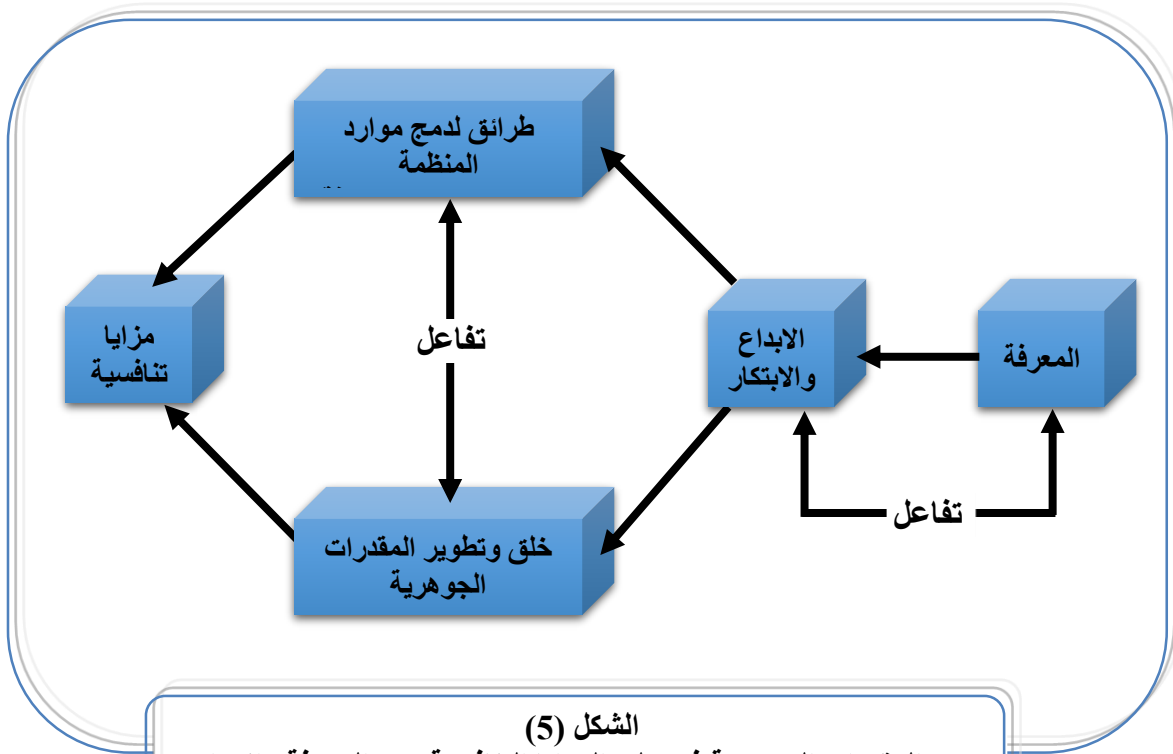 طرائق لدمج موارد
المنظمة
المعرفة
الابداع
والابتكار
تفاعل
تفاعل
مزايا
تنافسية
خلق وتطوير المقدرات
الجوهرية
الشكل (5)